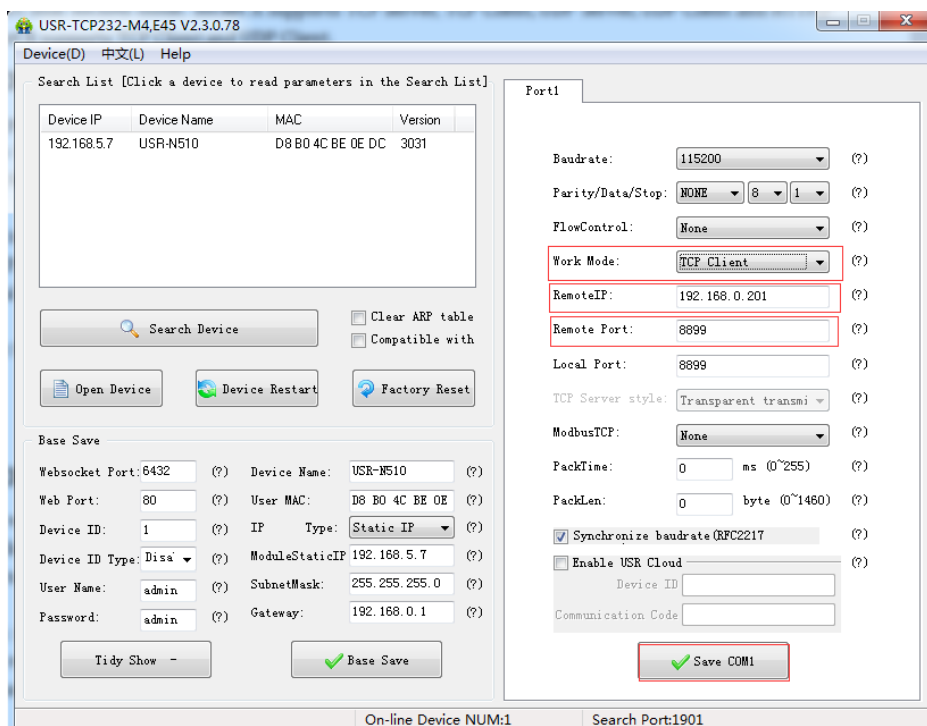 USR-TCP232-M4,E45 V2.3.0.78
Device(D) 中文(L) Help
Search List [Click a device to read parameters in the Search List]
Device IP Device Name MAC Version
192.168.5.7 USR-N510 D8 B0 4C BE 0E DC 3031
Search Device
Clear ARP table
Compatible with
Open Device
Device Restart
Factory Reset
Base Save
Websocket Port: 6432 (?) Device Name: USR-N510 (?)
Web Port: 80 (?) User MAC: D8 B0 4C BE 0E (?)
Device ID: 1 (?) IP Type: Static IP (?)
Device ID Type: Disa (?) ModuleStaticIP 192.168.5.7 (?)
User Name: admin (?) SubnetMask: 255.255.255.0 (?)
Password: admin (?) Gateway: 192.168.0.1 (?)
Tidy Show -
Base Save
Port1
Baudrate: 115200 (?)
Parity/Data/Stop: NONE 8 1 (?)
FlowControl: None (?)
Work Mode: TCP Client (?)
RemoteIP: 192.168.0.201 (?)
Remote Port: 8899 (?)
Local Port: 8899 (?)
TCP Server style: Transparent transmi (?)
ModbusTCP: None (?)
PackTime: 0 ms (0~255) (?)
PackLen: 0 byte (0~1460) (?)
Synchronize baudrate(RFC2217 (?)
Enable USR Cloud (?)
Device ID
Communication Code
Save COM1
On-line Device NUM:1 Search Port:1901